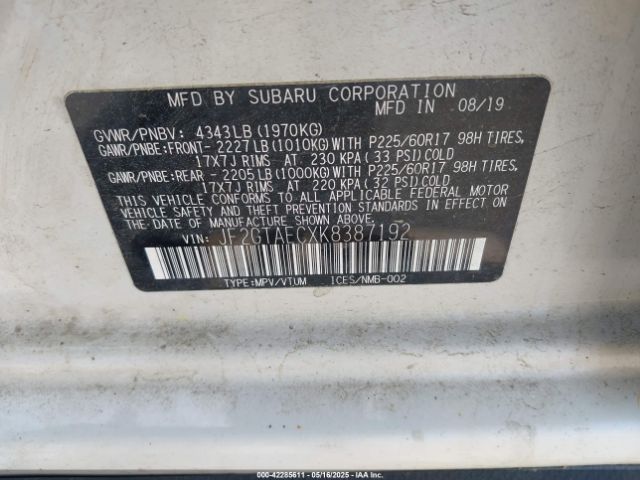 MFD BY SUBARU CORPORATION
MFD IN 08/19
GVWR/PNBV: 4343LB (1970KG)
GAWR/PNBE:FRONT- 2227LB (1010KG) WITH P225/60R17 98H TIRES,
17X7J RIMS AT 230 KPA (33 PSI) COLD
GAWR/PNBE:REAR - 2205LB (1000KG) WITH P225/60R17 98H TIRES,
17X7J RIMS AT 220 KPA (32 PSI) COLD
THIS VEHICLE CONFORMS TO ALL APPLICABLE FEDERAL MOTOR
VEHICLE SAFETY AND THEFT PREVENTION STANDARDS IN EFFECT ON
THE DATE OF MANUFACTURE SHOWN ABOVE.
VIN: JF2GTAECXK8387192
TYPE:MPV/VTUM ICES/NMB-002
000-42285611 - 05/16/2025 - IAAI.com